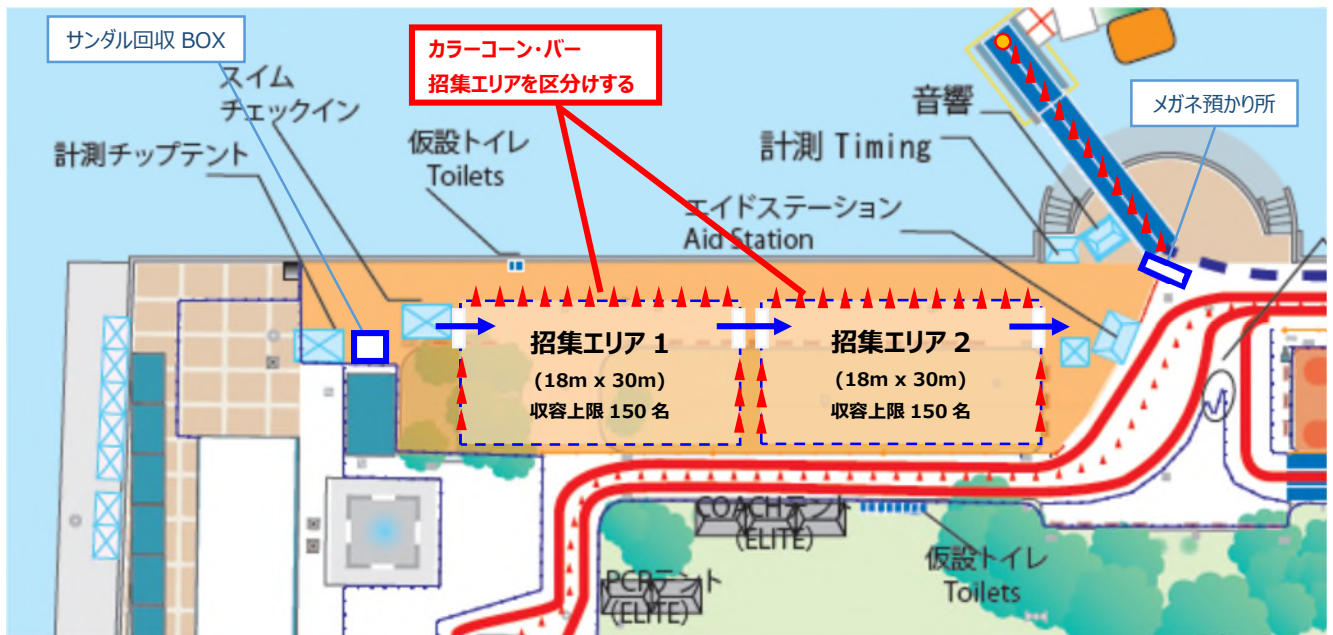 サンダル回収 BOX
カラーコーン・バー
招集エリアを区分けする
スイム
チェックイン
計測チップテント
仮設トイレ
Toilets
音響
計測 Timing
メガネ預かり所
エイドステーション
Aid Station
招集エリア 1
(18m x 30m)
収容上限 150 名
招集エリア 2
(18m x 30m)
収容上限 150 名
COACHテント
(ELITE)
仮設トイレ
Toilets
PCRテント
(ELITE)